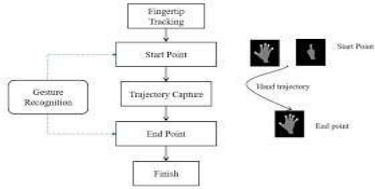 Fingertip
Tracking
Start Point
Gesture
Recognition
Trajectory Capture
End Point
Finish
Start Point
Hand trajectory
End point